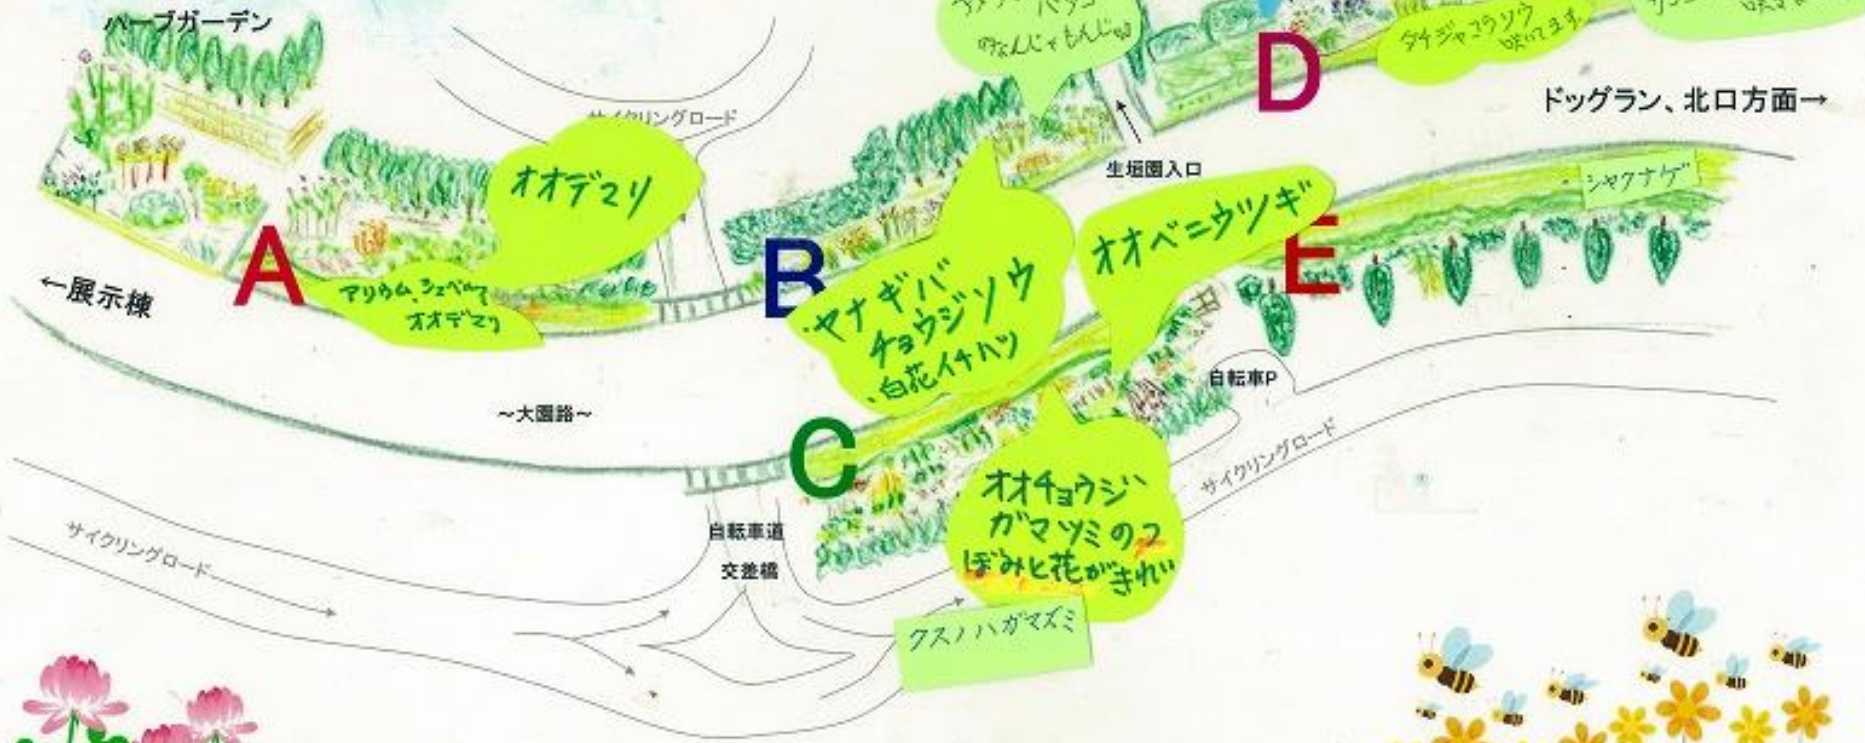 ハーブガーデン
なんじゃもんじゃ
D
タチジャコウソウ
咲いてます
ドッグラン、北口方面→
サイクリングロード
オオデマリ
生垣園入口
シャクナゲ
A
B
オオベニウツギ
E
←展示棟
アリウム、シュベルツ
オオデマリ
・ヤナギバ
チョウジソウ
・白花イチハツ
自転車P
～大園路～
C
サイクリングロード
オオチョウジ
ガマツミのつ
ぼみと花がきれい
自転車道
交差橋
サイクリングロード
クスノハガマズミ